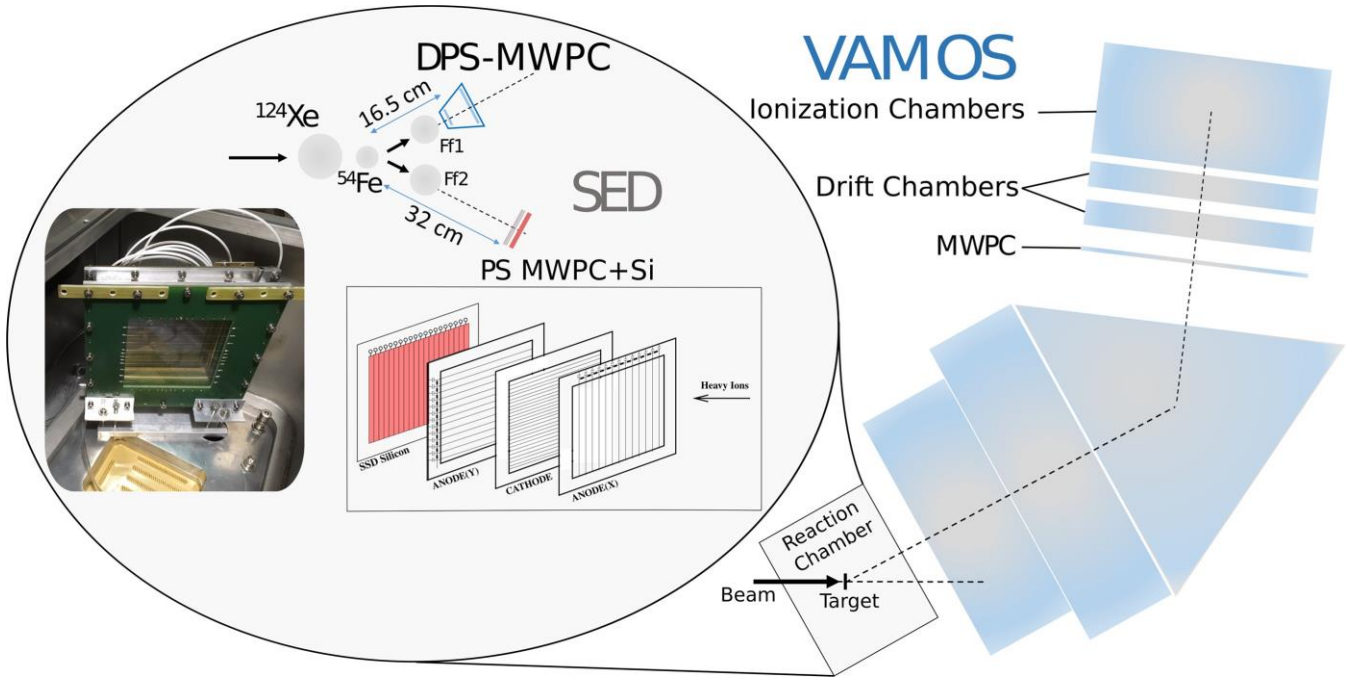 DPS-MWPC
16.5 cm
124Xe
Ff1
54Fe
Ff2
SED
32 cm
PS MWPC+Si
Heavy Ions
SSD Silicon
ANODE(Y)
CATHODE
ANODE(X)
VAMOS
Ionization Chambers
Drift Chambers
MWPC
Reaction
Chamber
Beam
Target